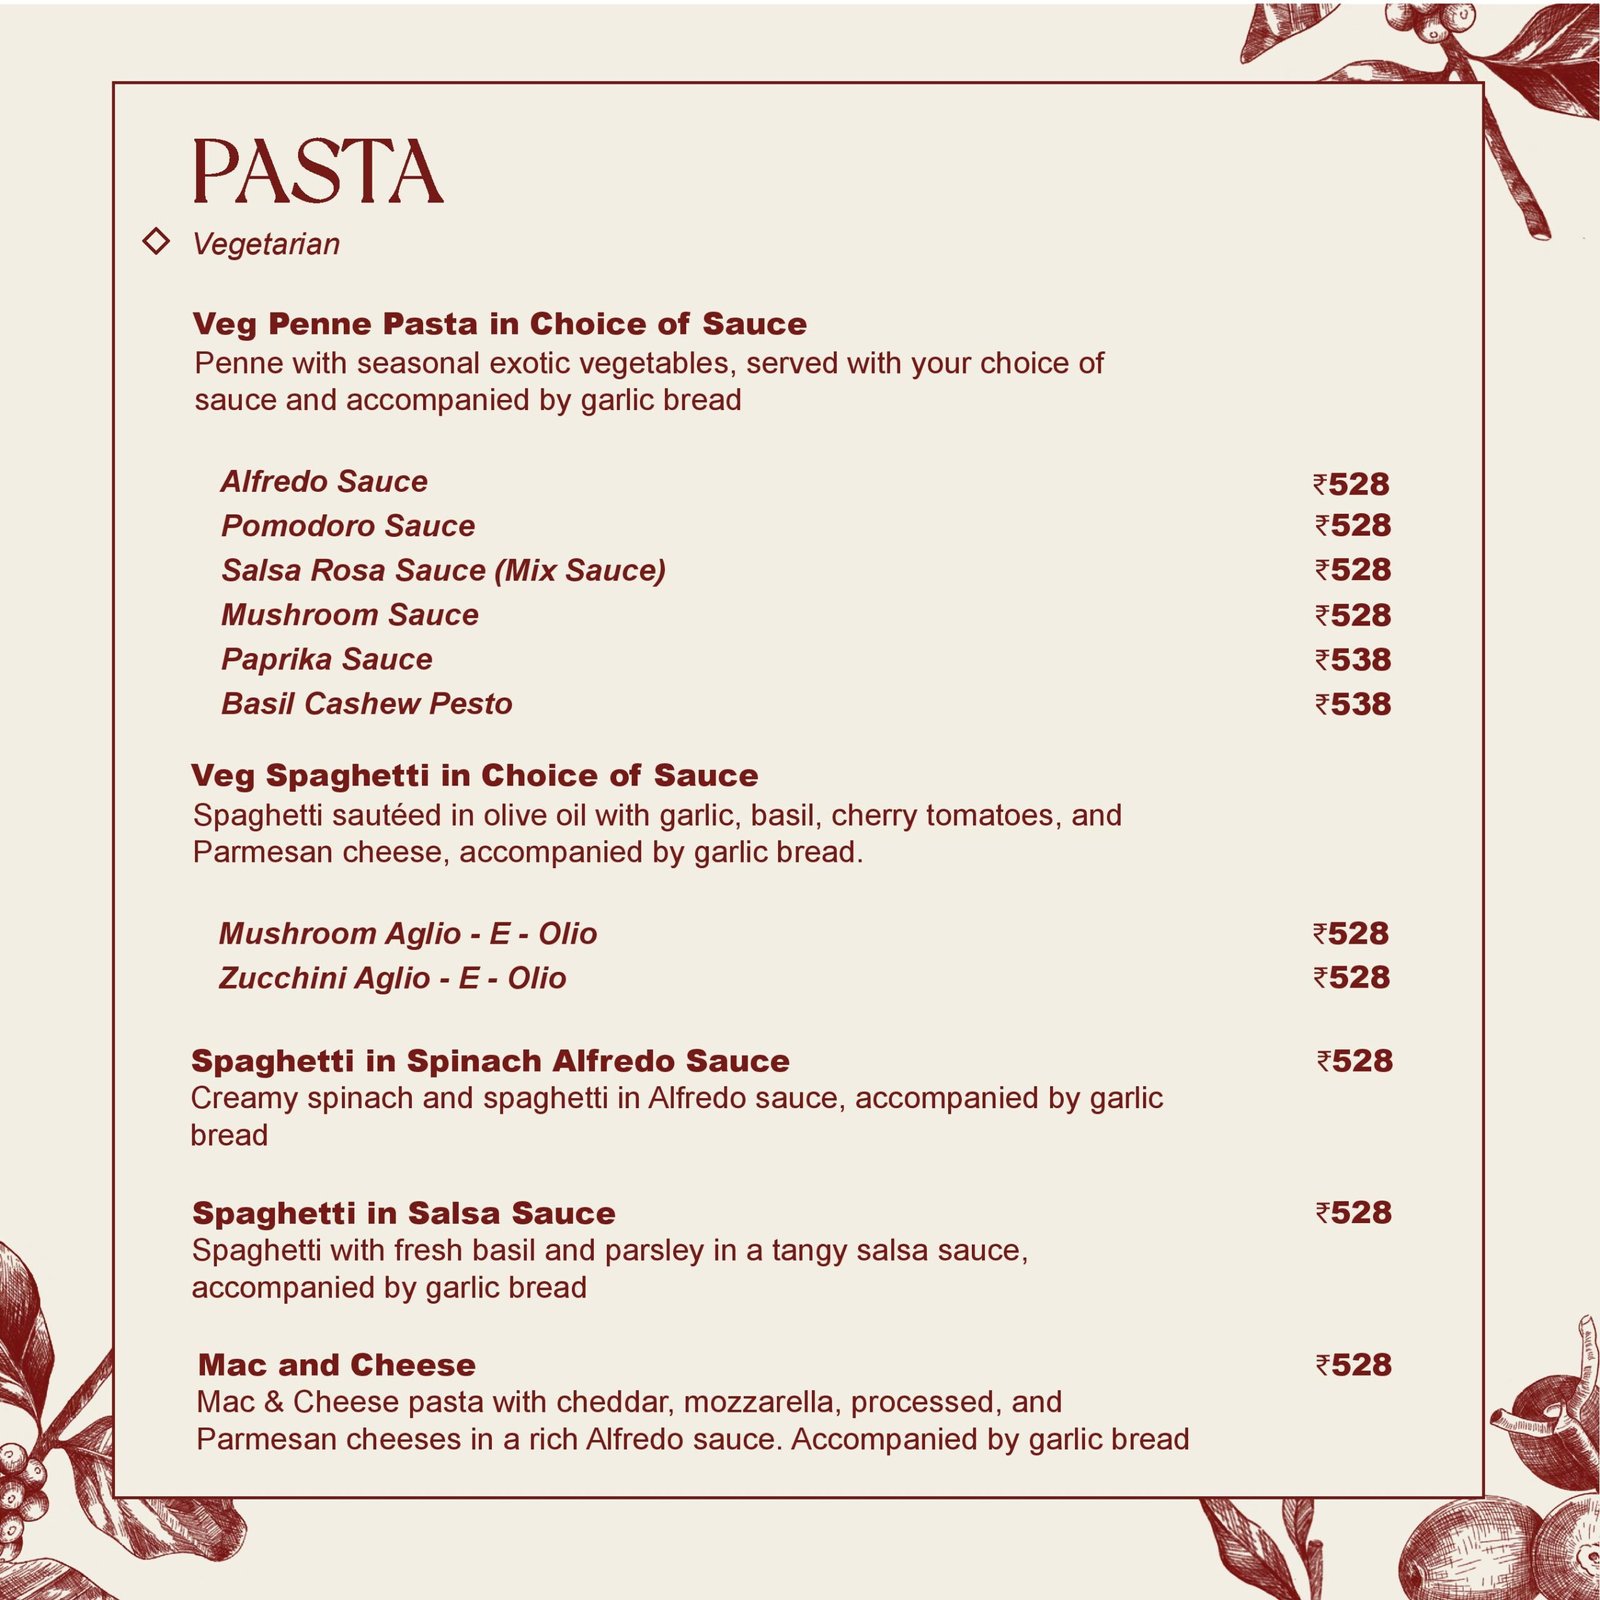 PASTA
Vegetarian
Veg Penne Pasta in Choice of Sauce
Penne with seasonal exotic vegetables, served with your choice of
sauce and accompanied by garlic bread
Alfredo Sauce ₹528
Pomodoro Sauce ₹528
Salsa Rosa Sauce (Mix Sauce) ₹528
Mushroom Sauce ₹528
Paprika Sauce ₹538
Basil Cashew Pesto ₹538
Veg Spaghetti in Choice of Sauce
Spaghetti sautéed in olive oil with garlic, basil, cherry tomatoes, and
Parmesan cheese, accompanied by garlic bread.
Mushroom Aglio - E - Olio ₹528
Zucchini Aglio - E - Olio ₹528
Spaghetti in Spinach Alfredo Sauce ₹528
Creamy spinach and spaghetti in Alfredo sauce, accompanied by garlic
bread
Spaghetti in Salsa Sauce ₹528
Spaghetti with fresh basil and parsley in a tangy salsa sauce,
accompanied by garlic bread
Mac and Cheese ₹528
Mac & Cheese pasta with cheddar, mozzarella, processed, and
Parmesan cheeses in a rich Alfredo sauce. Accompanied by garlic bread